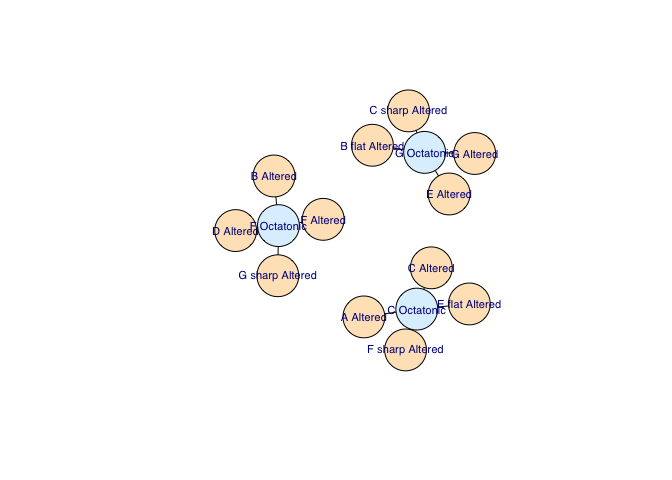 C sharp Altered
B flat Altered
G Octatonic
G Altered
E Altered
B Altered
D Altered
Octatonic
F Altered
G sharp Altered
C Altered
A Altered
C Octatonic
E flat Altered
F sharp Altered